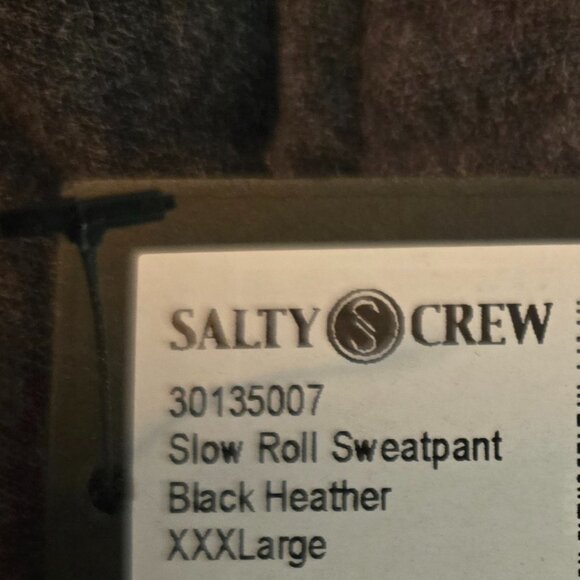 SALTY S CREW
30135007
Slow Roll Sweatpant
Black Heather
XXXLarge